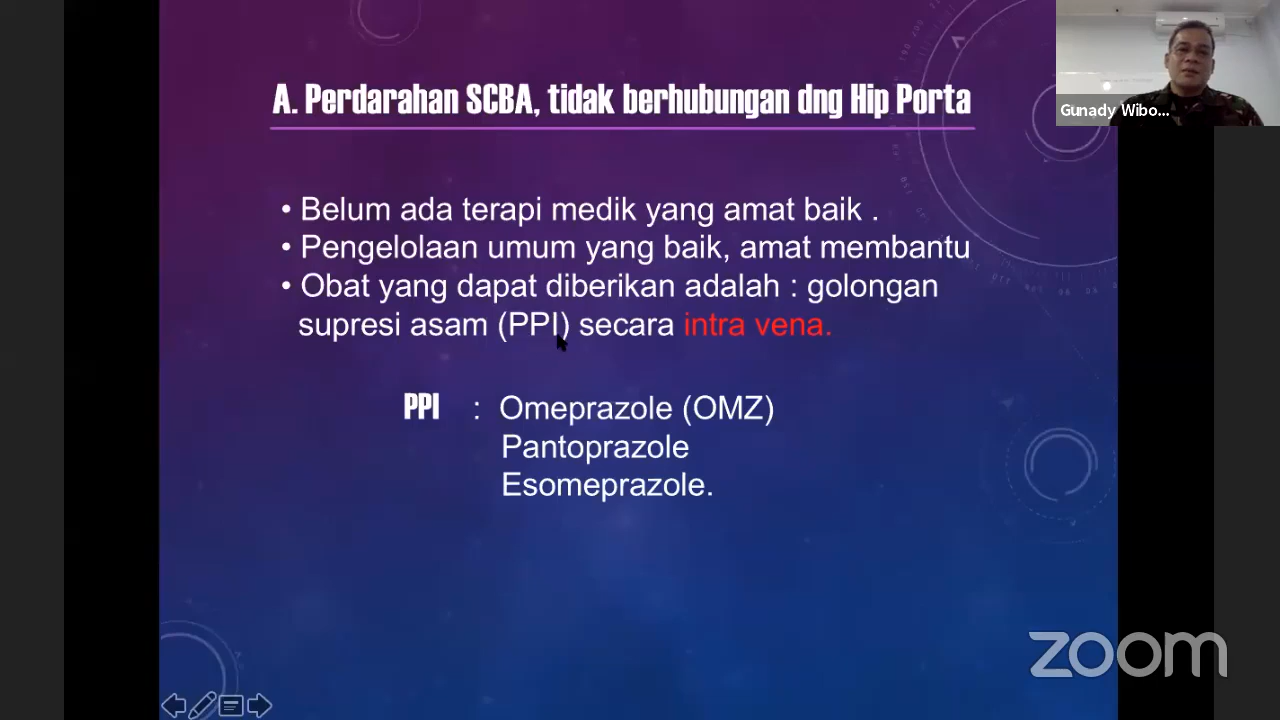 A. Perdarahan SCBA, tidak berhubungan dng Hip Porta
Gunady Wibo...
• Belum ada terapi medik yang amat baik .
• Pengelolaan umum yang baik, amat membantu
• Obat yang dapat diberikan adalah : golongan
supresi asam (PPI) secara intra vena.
PPI : Omeprazole (OMZ)
Pantoprazole
Esomeprazole.
zoom